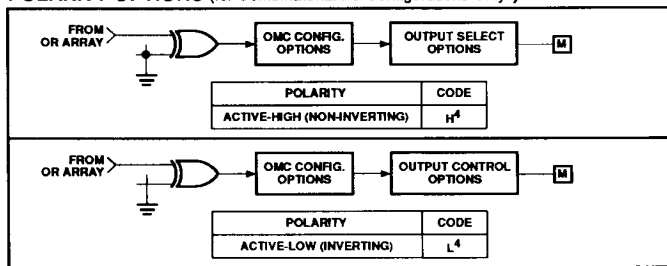 POLARITY OPTIONS
FROM
OR ARRAY
OMC CONFIG.
OPTIONS
OUTPUT SELECT
OPTIONS
M
POLARITY CODE
ACTIVE-HIGH (NON-INVERTING) H⁴
FROM
OR ARRAY
OMC CONFIG.
OPTIONS
OUTPUT CONTROL
OPTIONS
M
POLARITY CODE
ACTIVE-LOW (INVERTING) L⁴